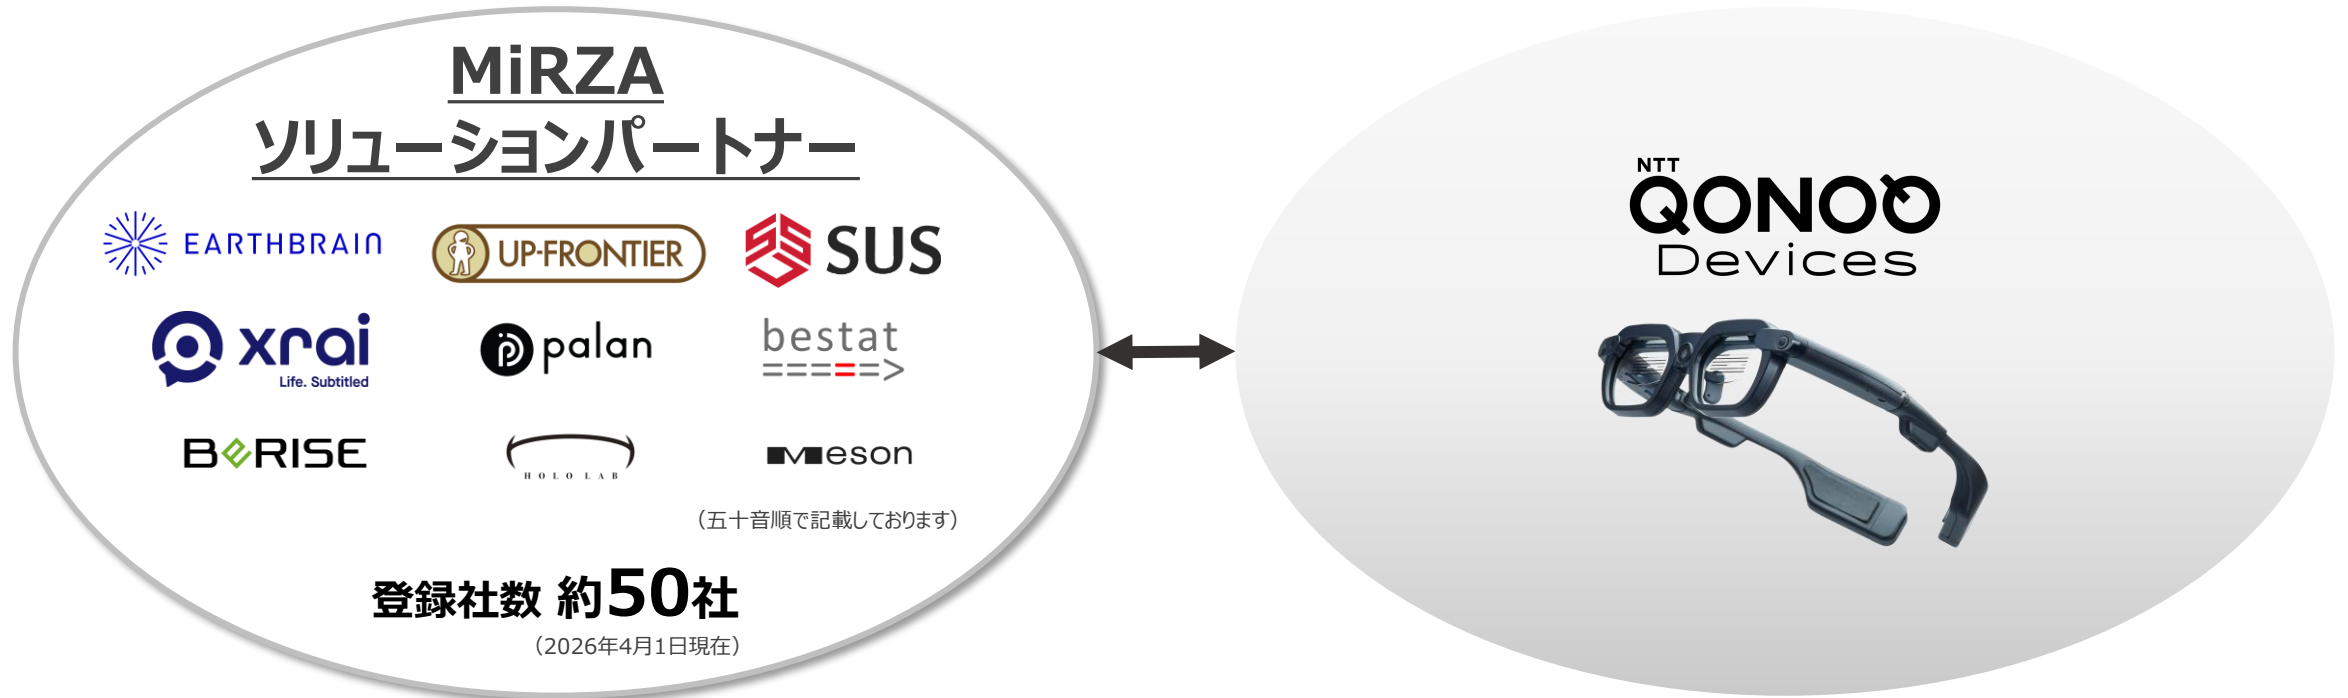 MiRZA
ソリューションパートナー
EARTHBRAIN
UP-FRONTIER
SUS
xrai
Life. Subtitled
palan
bestat
=====>
BeRISE
HOLO LAB
Meson
（五十音順で記載しております）
登録社数 約50社
（2026年4月1日現在）
NTT
QONOQ
Devices